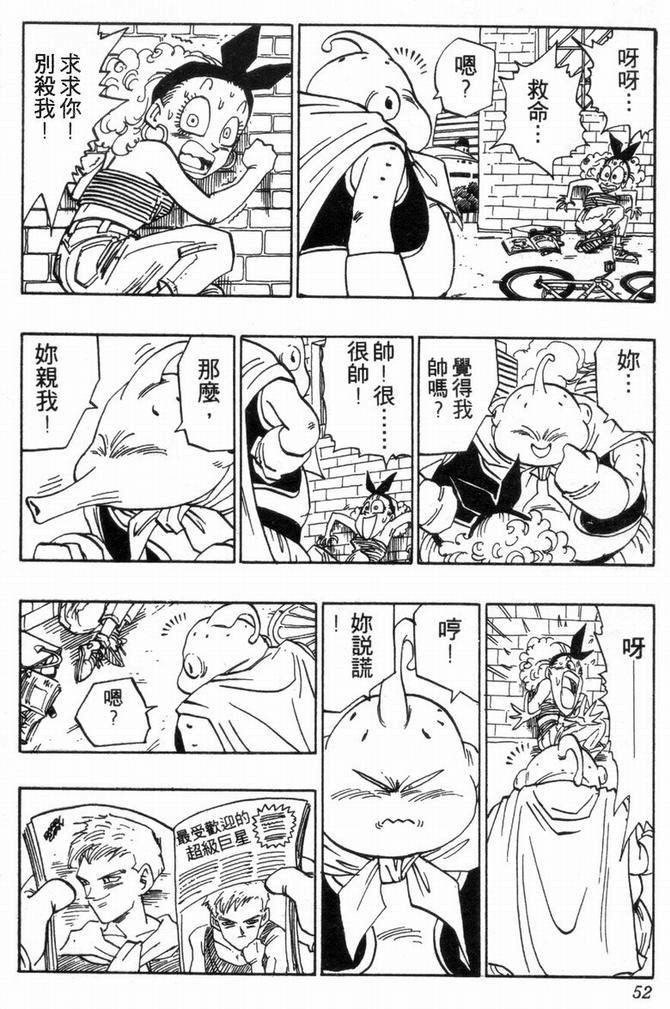 呀呀…
救命…
嗯?
求求你!
別殺我!
妳…
覺得我
帥嗎?
帥!很……
很帥!
那麼,
妳親我!
呀——
哼!
妳說謊
嗯?
最受歡迎的
超級巨星
52